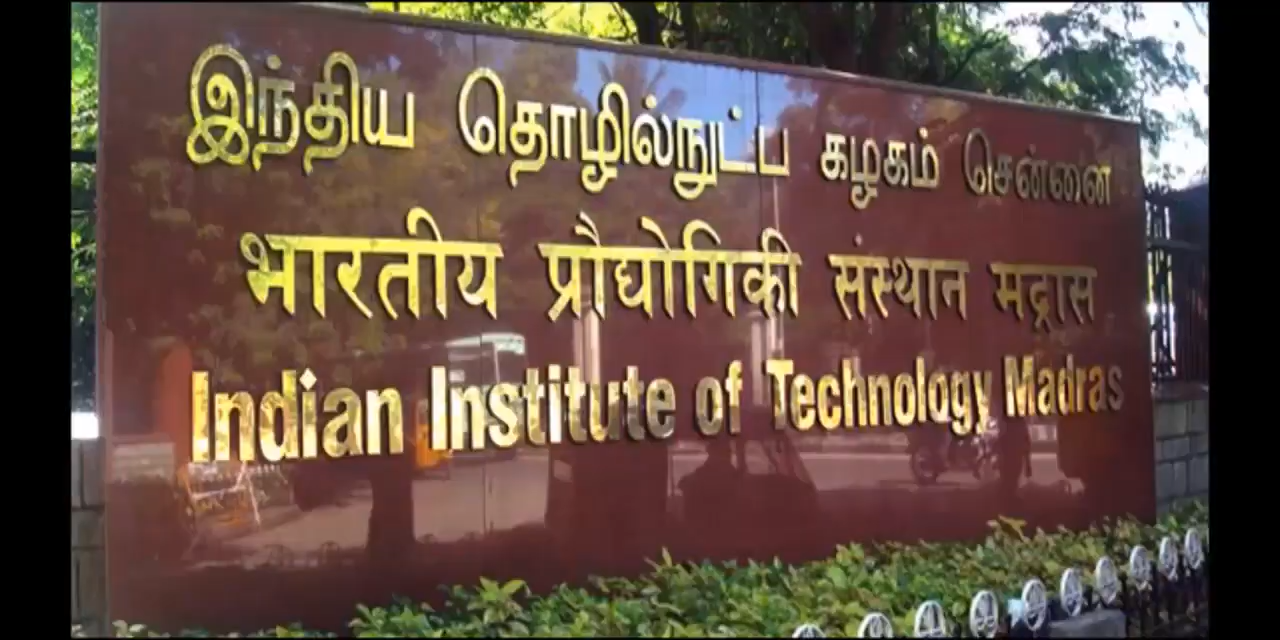 இந்திய தொழில்நுட்ப கழகம் சென்னை
भारतीय प्रौद्योगिकी संस्थान मद्रास
Indian Institute of Technology Madras